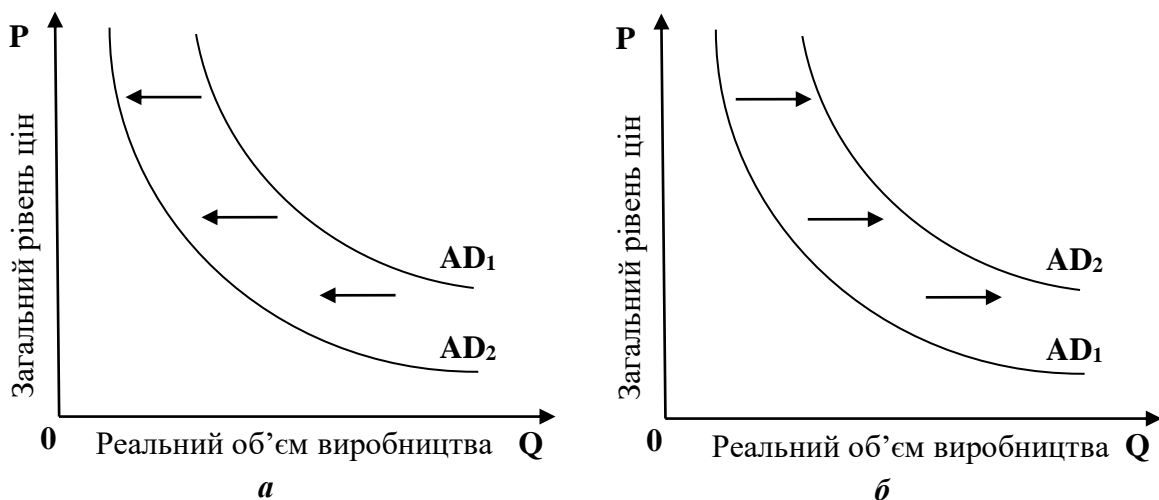 P
Загальний рівень цін
AD₁
AD₂
0
Реальний об’єм виробництва
Q
а
P
Загальний рівень цін
AD₂
AD₁
0
Реальний об’єм виробництва
Q
б